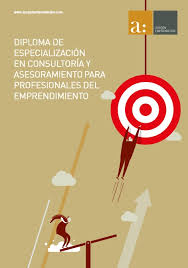 a:
DIPLOMA DE
ESPECIALIZACIÓN
EN CONSULTORÍA Y
ASESORAMIENTO PARA
PROFESIONALES DEL
EMPRENDIMIENTO